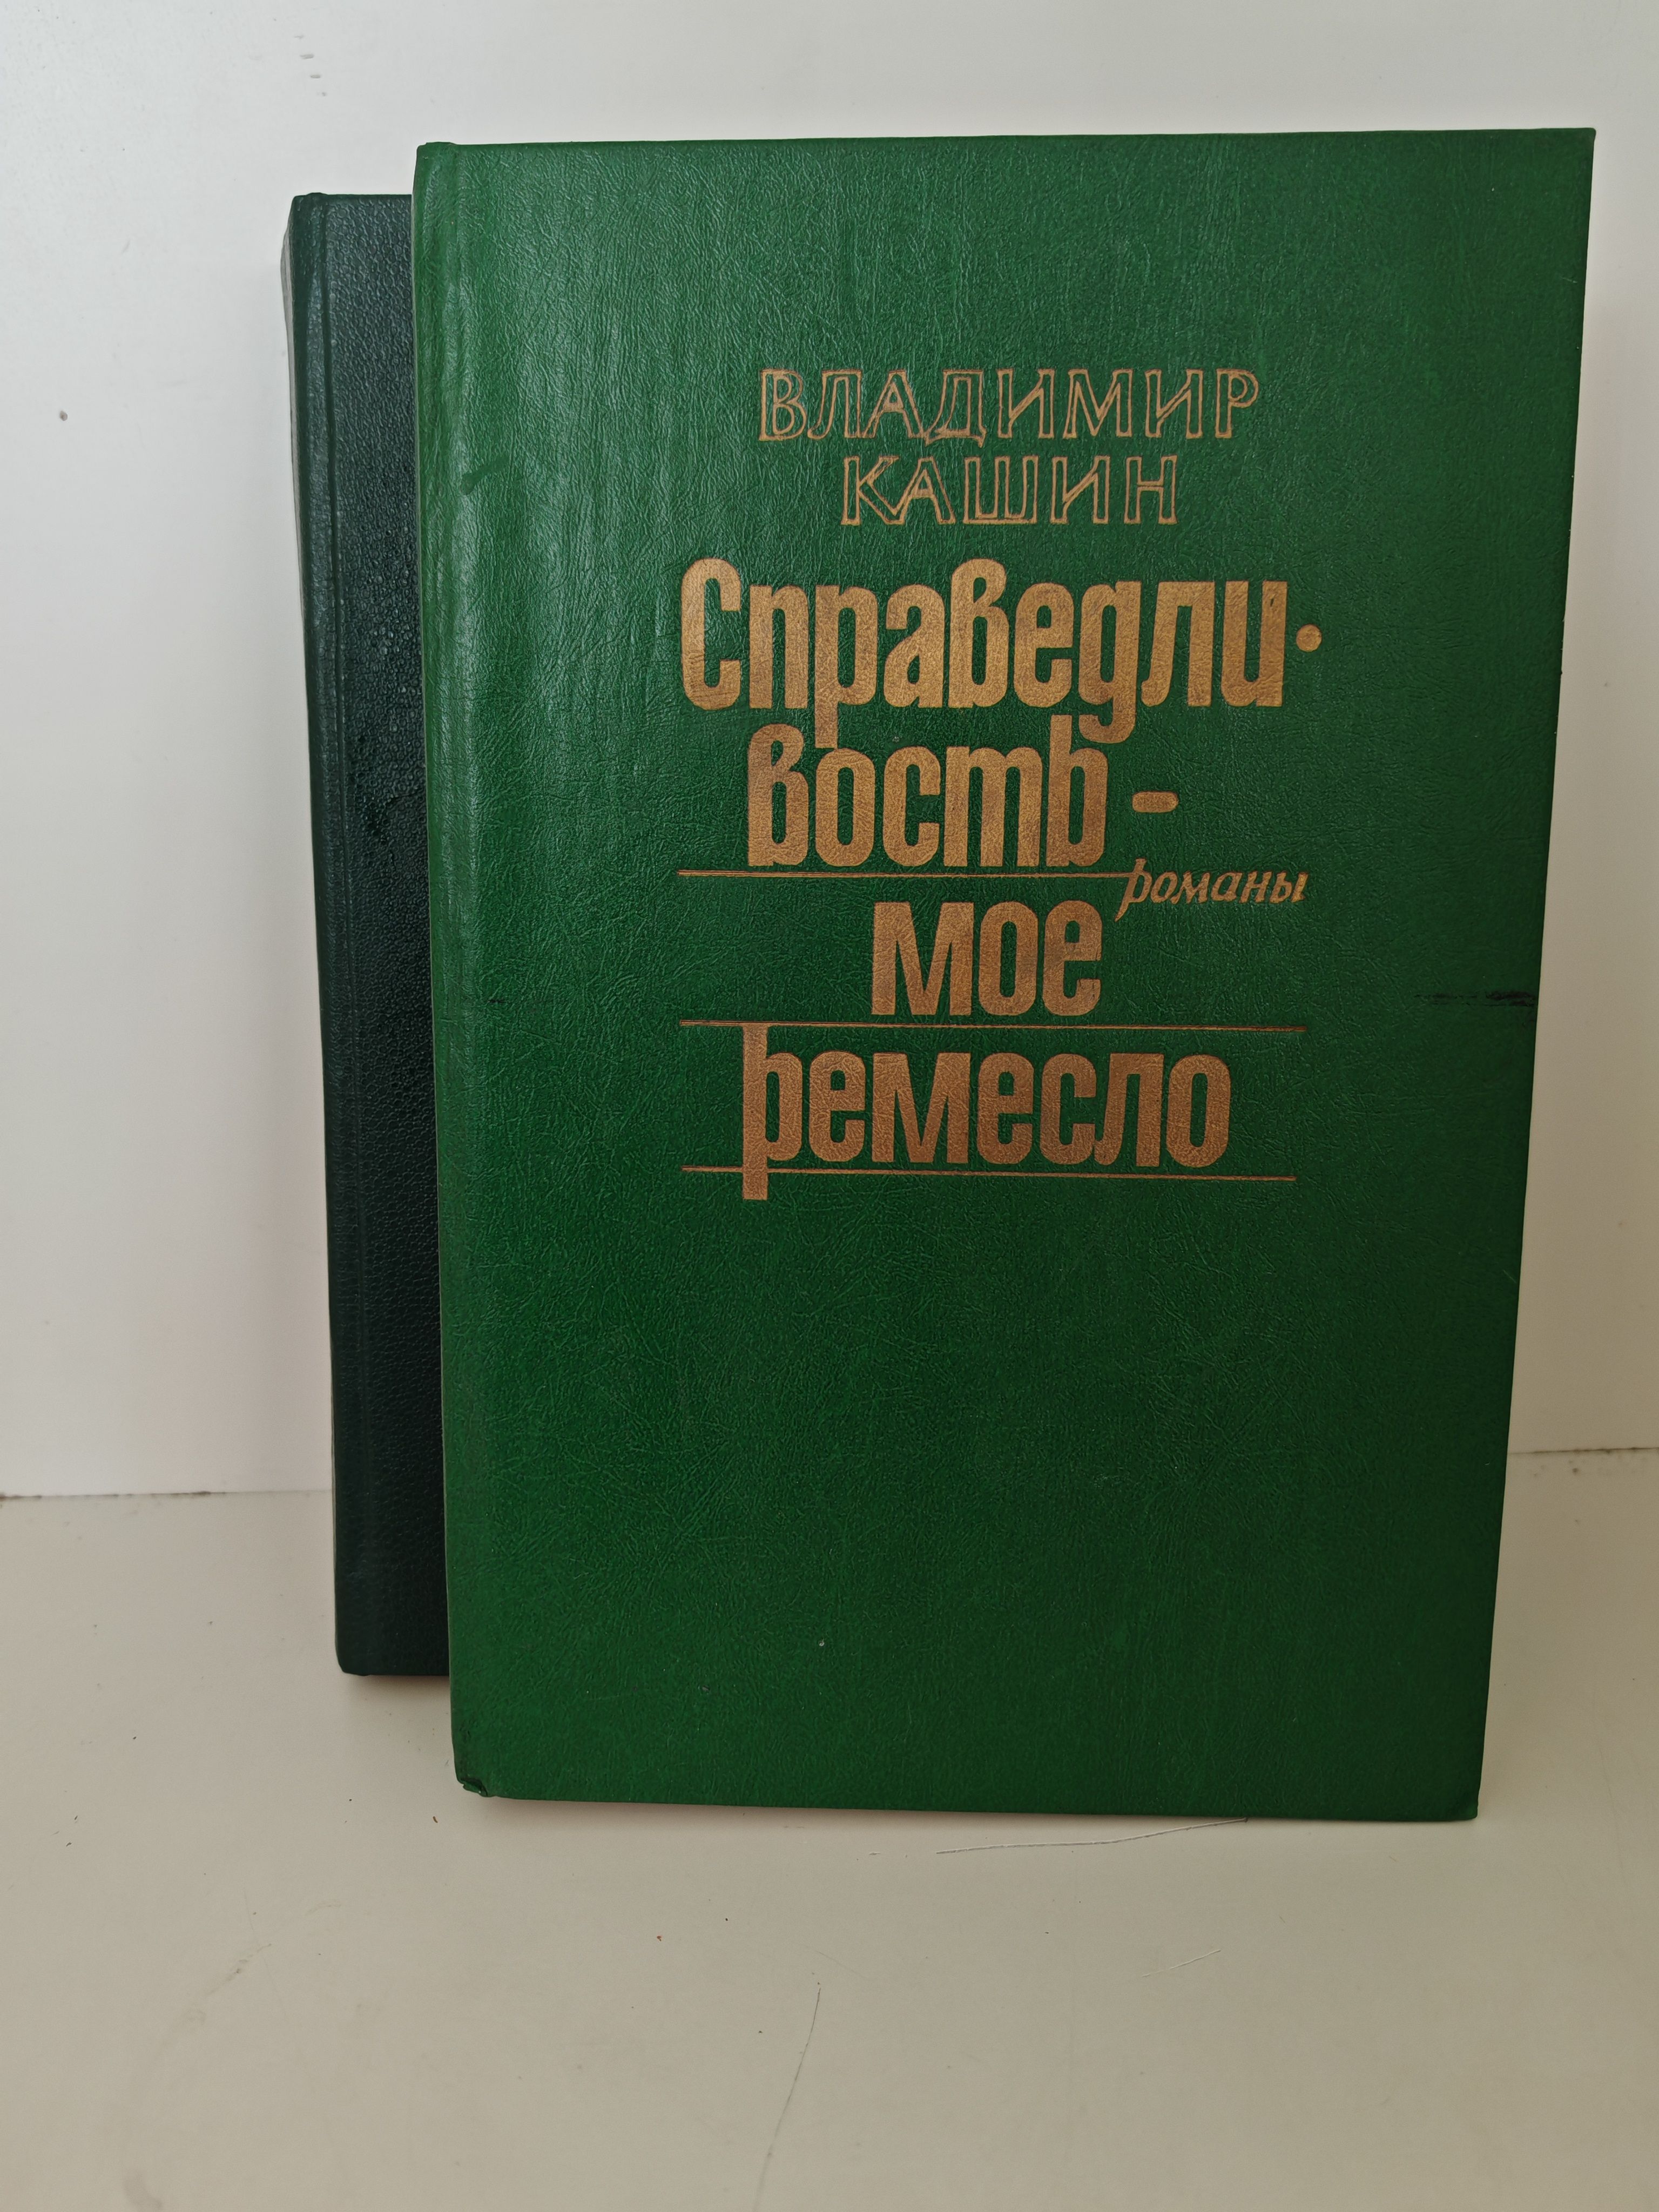 ВЛАДИМИР
КАШИН
Справедли-
вость -
романы
мое
ремесло